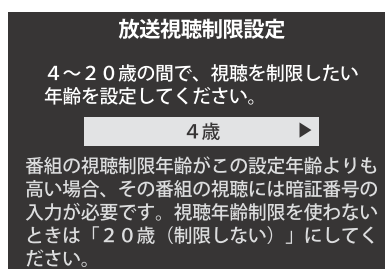 放送視聴制限設定
４～２０歳の間で、視聴を制限したい
年齢を設定してください。
４歳 ▶
番組の視聴制限年齢がこの設定年齢よりも
高い場合、その番組の視聴には暗証番号の
入力が必要です。視聴年齢制限を使わない
ときは「２０歳（制限しない）」にしてく
ださい。